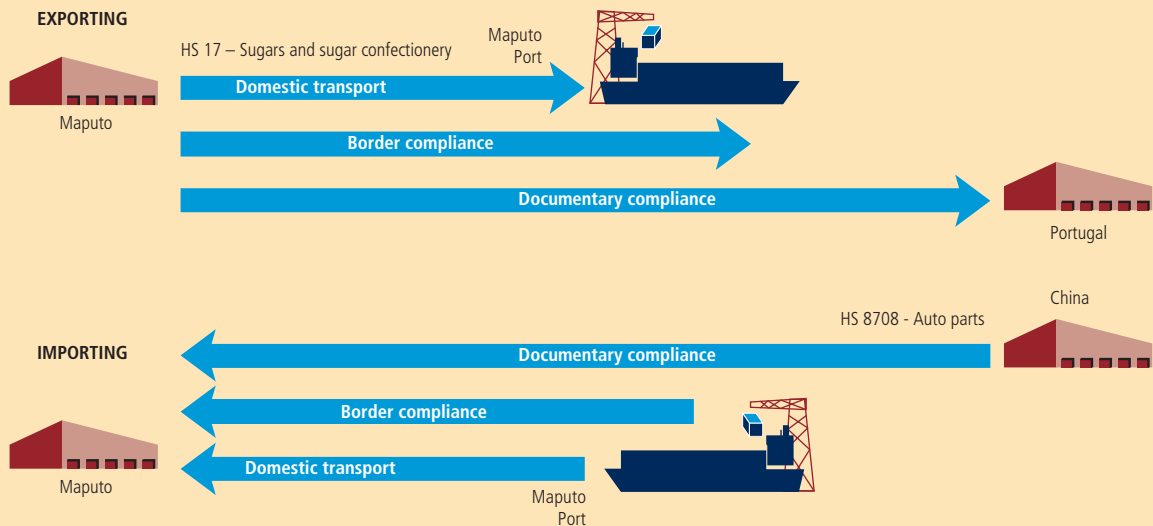 EXPORTING
HS 17 – Sugars and sugar confectionery
Maputo
Port
Domestic transport
Maputo
Border compliance
Documentary compliance
Portugal
China
HS 8708 - Auto parts
IMPORTING
Documentary compliance
Border compliance
Domestic transport
Maputo
Maputo
Port